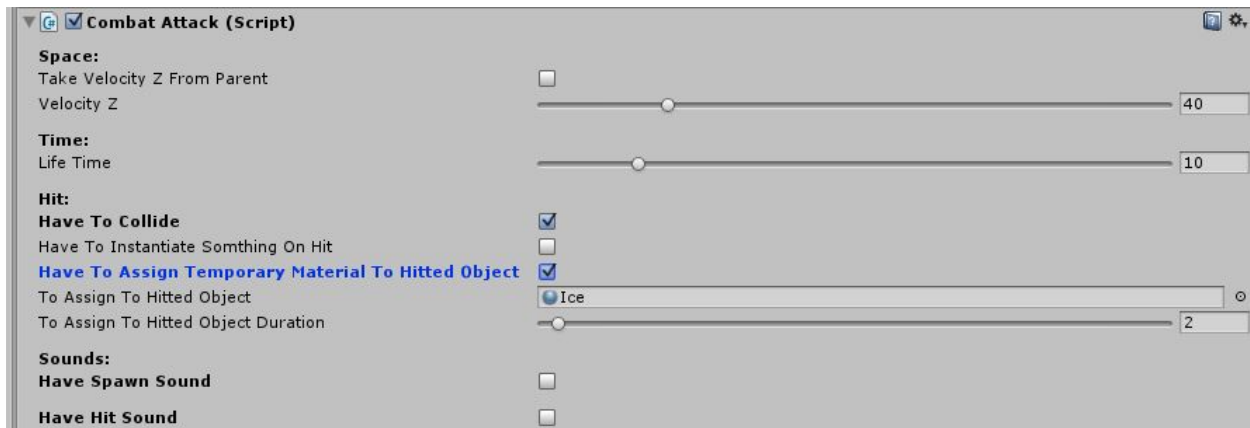 Combat Attack (Script)
Space:
Take Velocity Z From Parent
Velocity Z 40
Time:
Life Time 10
Hit:
Have To Collide
Have To Instantiate Somthing On Hit
Have To Assign Temporary Material To Hitted Object
To Assign To Hitted Object Ice
To Assign To Hitted Object Duration 2
Sounds:
Have Spawn Sound
Have Hit Sound